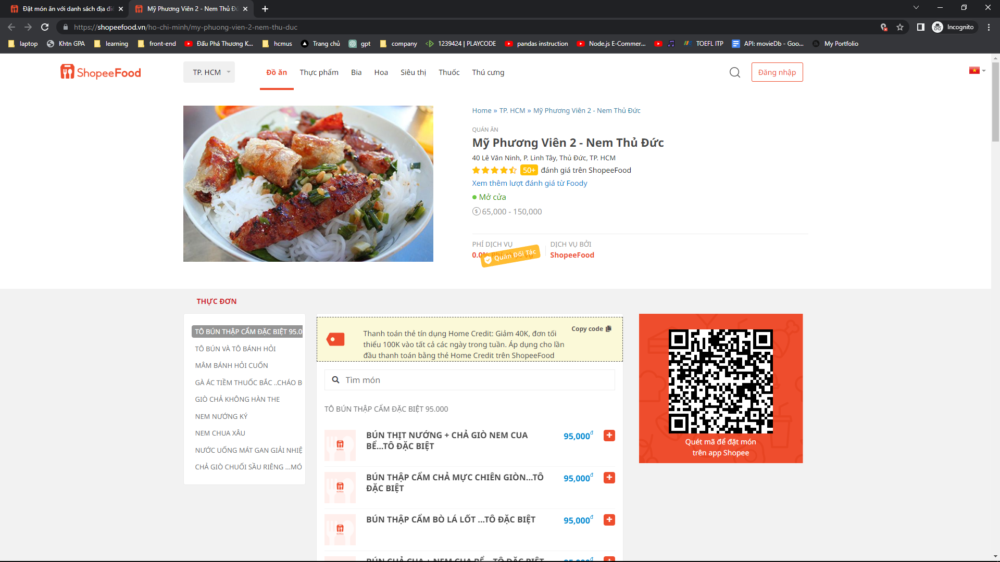 Đặt món ăn với danh sách địa điể
Mỹ Phương Viên 2 - Nem Thủ Đứ
https://shopeefood.vn/ho-chi-minh/my-phuong-vien-2-nem-thu-duc
Incognito
laptop
Khtn GPA
learning
front-end
Đấu Phá Thương K...
hcmus
Trang chủ
gpt
company
1239424 | PLAYCODE
pandas instruction
Node.js E-Commer...
TOEFL ITP
API: movieDb - Goo...
My Portfolio
ShopeeFood
TP. HCM
Đồ ăn
Thực phẩm
Bia
Hoa
Siêu thị
Thuốc
Thú cưng
Đăng nhập
Home » TP. HCM » Mỹ Phương Viên 2 - Nem Thủ Đức
QUÁN ĂN
Mỹ Phương Viên 2 - Nem Thủ Đức
40 Lê Văn Ninh, P. Linh Tây, Thủ Đức, TP. HCM
50+ đánh giá trên ShopeeFood
Xem thêm lượt đánh giá từ Foody
Mở cửa
65,000 - 150,000
PHÍ DỊCH VỤ
0.0%
Quán Đối Tác
DỊCH VỤ BỞI
ShopeeFood
THỰC ĐƠN
TÔ BÚN THẬP CẨM ĐẶC BIỆT 95.0
TÔ BÚN VÀ TÔ BÁNH HỎI
MÂM BÁNH HỎI CUỐN
GÀ ÁC TIỀM THUỐC BẮC ..CHÁO B
GIÒ CHẢ KHÔNG HÀN THE
NEM NƯỚNG KÝ
NEM CHUA XÂU
NƯỚC UỐNG MÁT GAN GIẢI NHIỆ
CHẢ GIÒ CHUỐI SẦU RIÊNG ...MÓ
Thanh toán thẻ tín dụng Home Credit: Giảm 40K, đơn tối
thiểu 100K vào tất cả các ngày trong tuần. Áp dụng cho lần
đầu thanh toán bằng thẻ Home Credit trên ShopeeFood
Copy code
Tìm món
TÔ BÚN THẬP CẨM ĐẶC BIỆT 95.000
BÚN THỊT NƯỚNG + CHẢ GIÒ NEM CUA
BỂ...TÔ ĐẶC BIỆT
95,000đ
BÚN THẬP CẨM CHẢ MỰC CHIÊN GIÒN...TÔ
ĐẶC BIỆT
95,000đ
BÚN THẬP CẨM BÒ LÁ LỐT ...TÔ ĐẶC BIỆT
95,000đ
BÚN CHẢ CUA + NEM CUA BỂ....TÔ ĐẶC BIỆT
95,000đ
Quét mã để đặt món
trên app Shopee